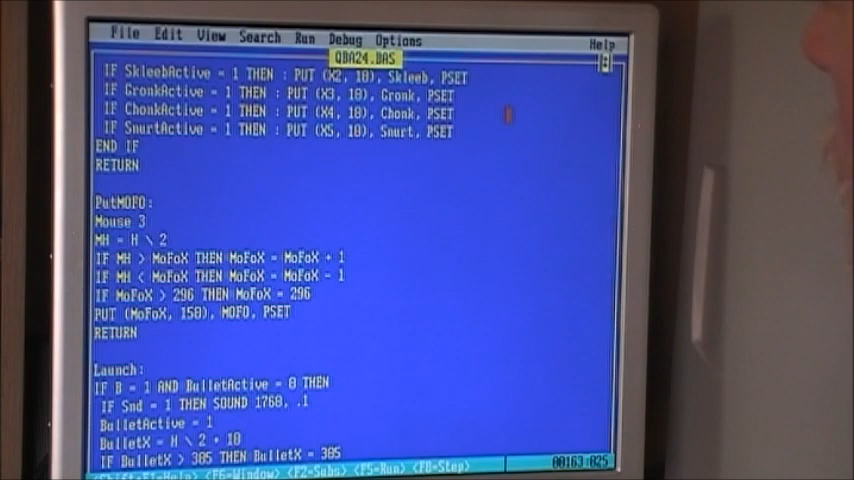 File Edit View Search Run Debug Options Help
QBA24.BAS
IF SkleebActive = 1 THEN : PUT (X2, 10), Skleeb, PSET
IF GronkActive = 1 THEN : PUT (X3, 10), Gronk, PSET
IF ChonkActive = 1 THEN : PUT (X4, 10), Chonk, PSET
IF SnurtActive = 1 THEN : PUT (X5, 10), Snurt, PSET
END IF
RETURN
PutMOFO:
Mouse 3
MH = H \ 2
IF MH > MoFoX THEN MoFoX = MoFoX + 1
IF MH < MoFoX THEN MoFoX = MoFoX - 1
IF MoFoX > 296 THEN MoFoX = 296
PUT (MoFoX, 150), MOFO, PSET
RETURN
Launch:
IF B = 1 AND BulletActive = 0 THEN
IF Snd = 1 THEN SOUND 1760, .1
BulletActive = 1
BulletX = H \ 2 + 10
IF BulletX > 305 THEN BulletX = 305
<Shift+F1=Help> <F6=Window> <F2=Subs> <F5=Run> <F8=Step> 00163:025